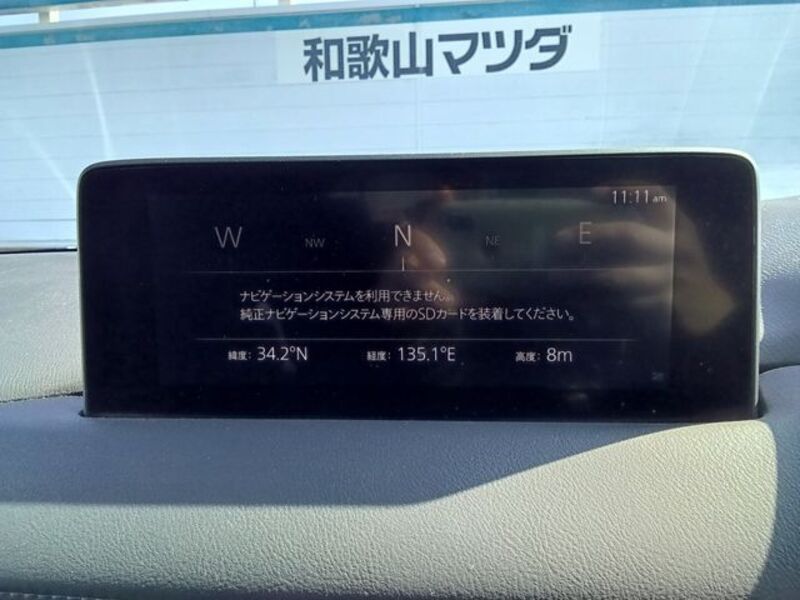 和歌山マツダ
11:11 am
W NW N NE E
ナビゲーションシステムを利用できません。
純正ナビゲーションシステム専用のSDカードを装着してください。
緯度: 34.2°N 経度: 135.1°E 高度: 8m